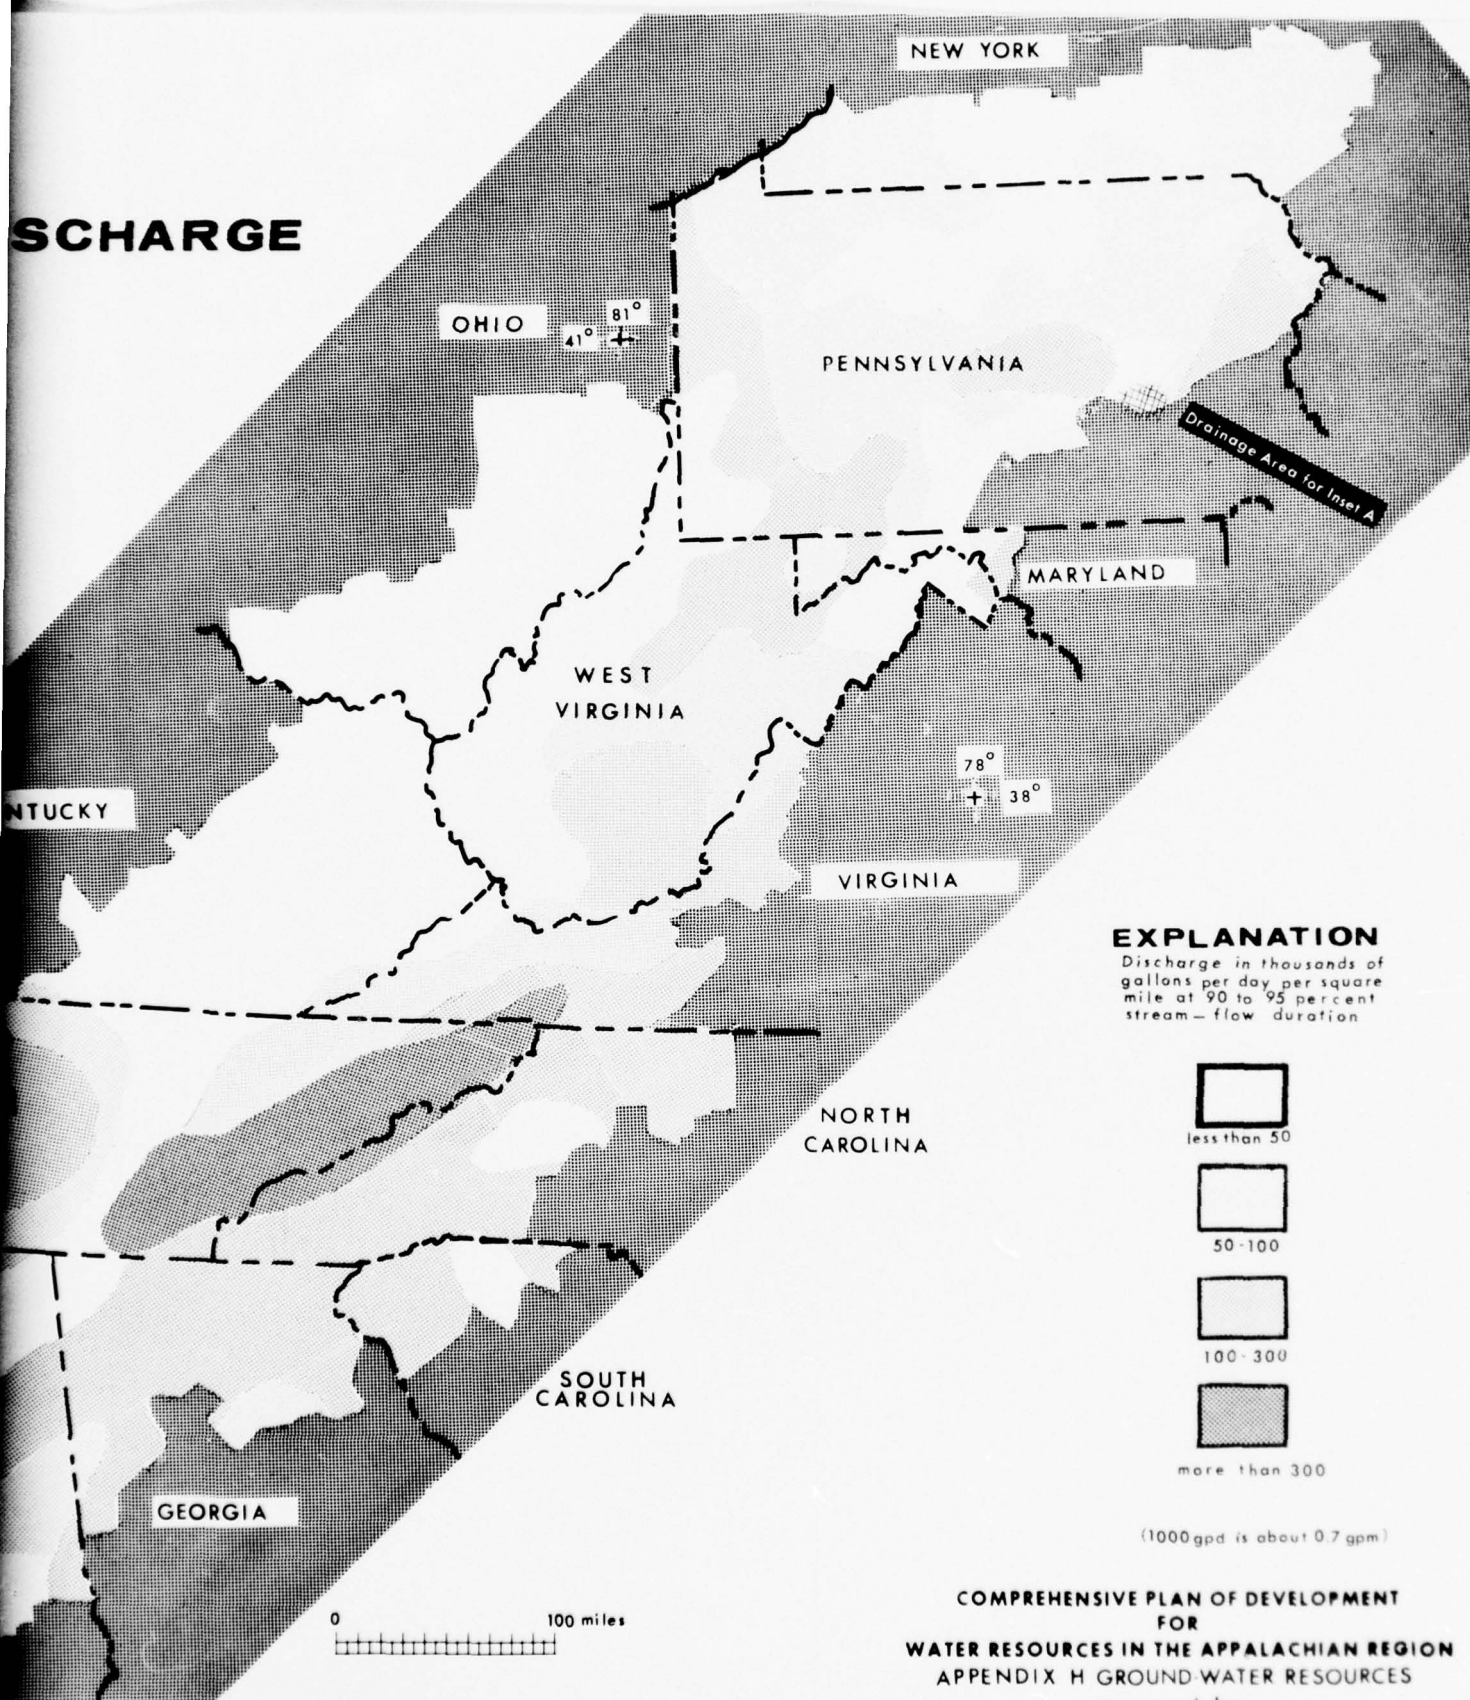 NEW YORK
SCHARGE
OHIO
81°
41°
PENNSYLVANIA
Drainage Area for Inset A
MARYLAND
WEST
VIRGINIA
78°
38°
NTUCKY
VIRGINIA
EXPLANATION
Discharge in thousands of
gallons per day per square
mile at 90 to 95 percent
stream – flow duration
less than 50
50-100
100-300
more than 300
(1000 gpd is about 0.7 gpm)
NORTH
CAROLINA
SOUTH
CAROLINA
GEORGIA
0 100 miles
COMPREHENSIVE PLAN OF DEVELOPMENT
FOR
WATER RESOURCES IN THE APPALACHIAN REGION
APPENDIX H GROUND-WATER RESOURCES